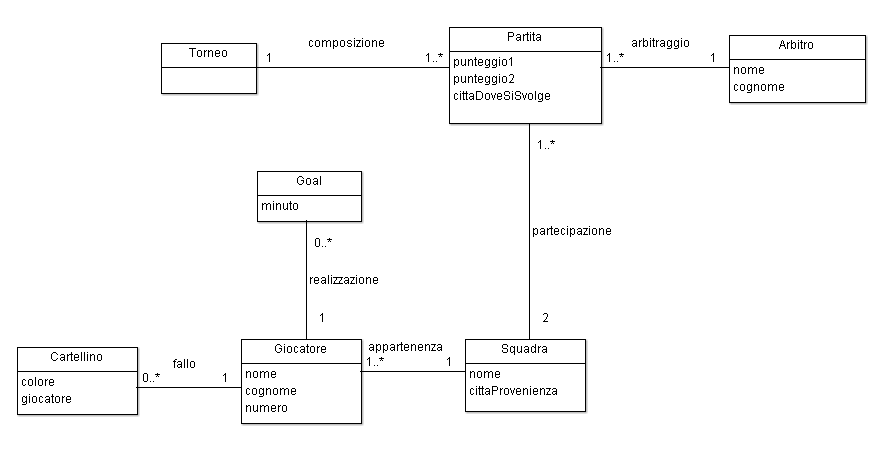 Torneo
1
composizione
1..*
Partita
punteggio1
punteggio2
cittaDoveSiSvolge
arbitraggio
1..*
1
Arbitro
nome
cognome
1..*
partecipazione
2
Goal
minuto
0..*
realizzazione
1
Cartellino
colore
giocatore
fallo
0..*
1
Giocatore
nome
cognome
numero
appartenenza
1..*
1
Squadra
nome
cittaProvenienza